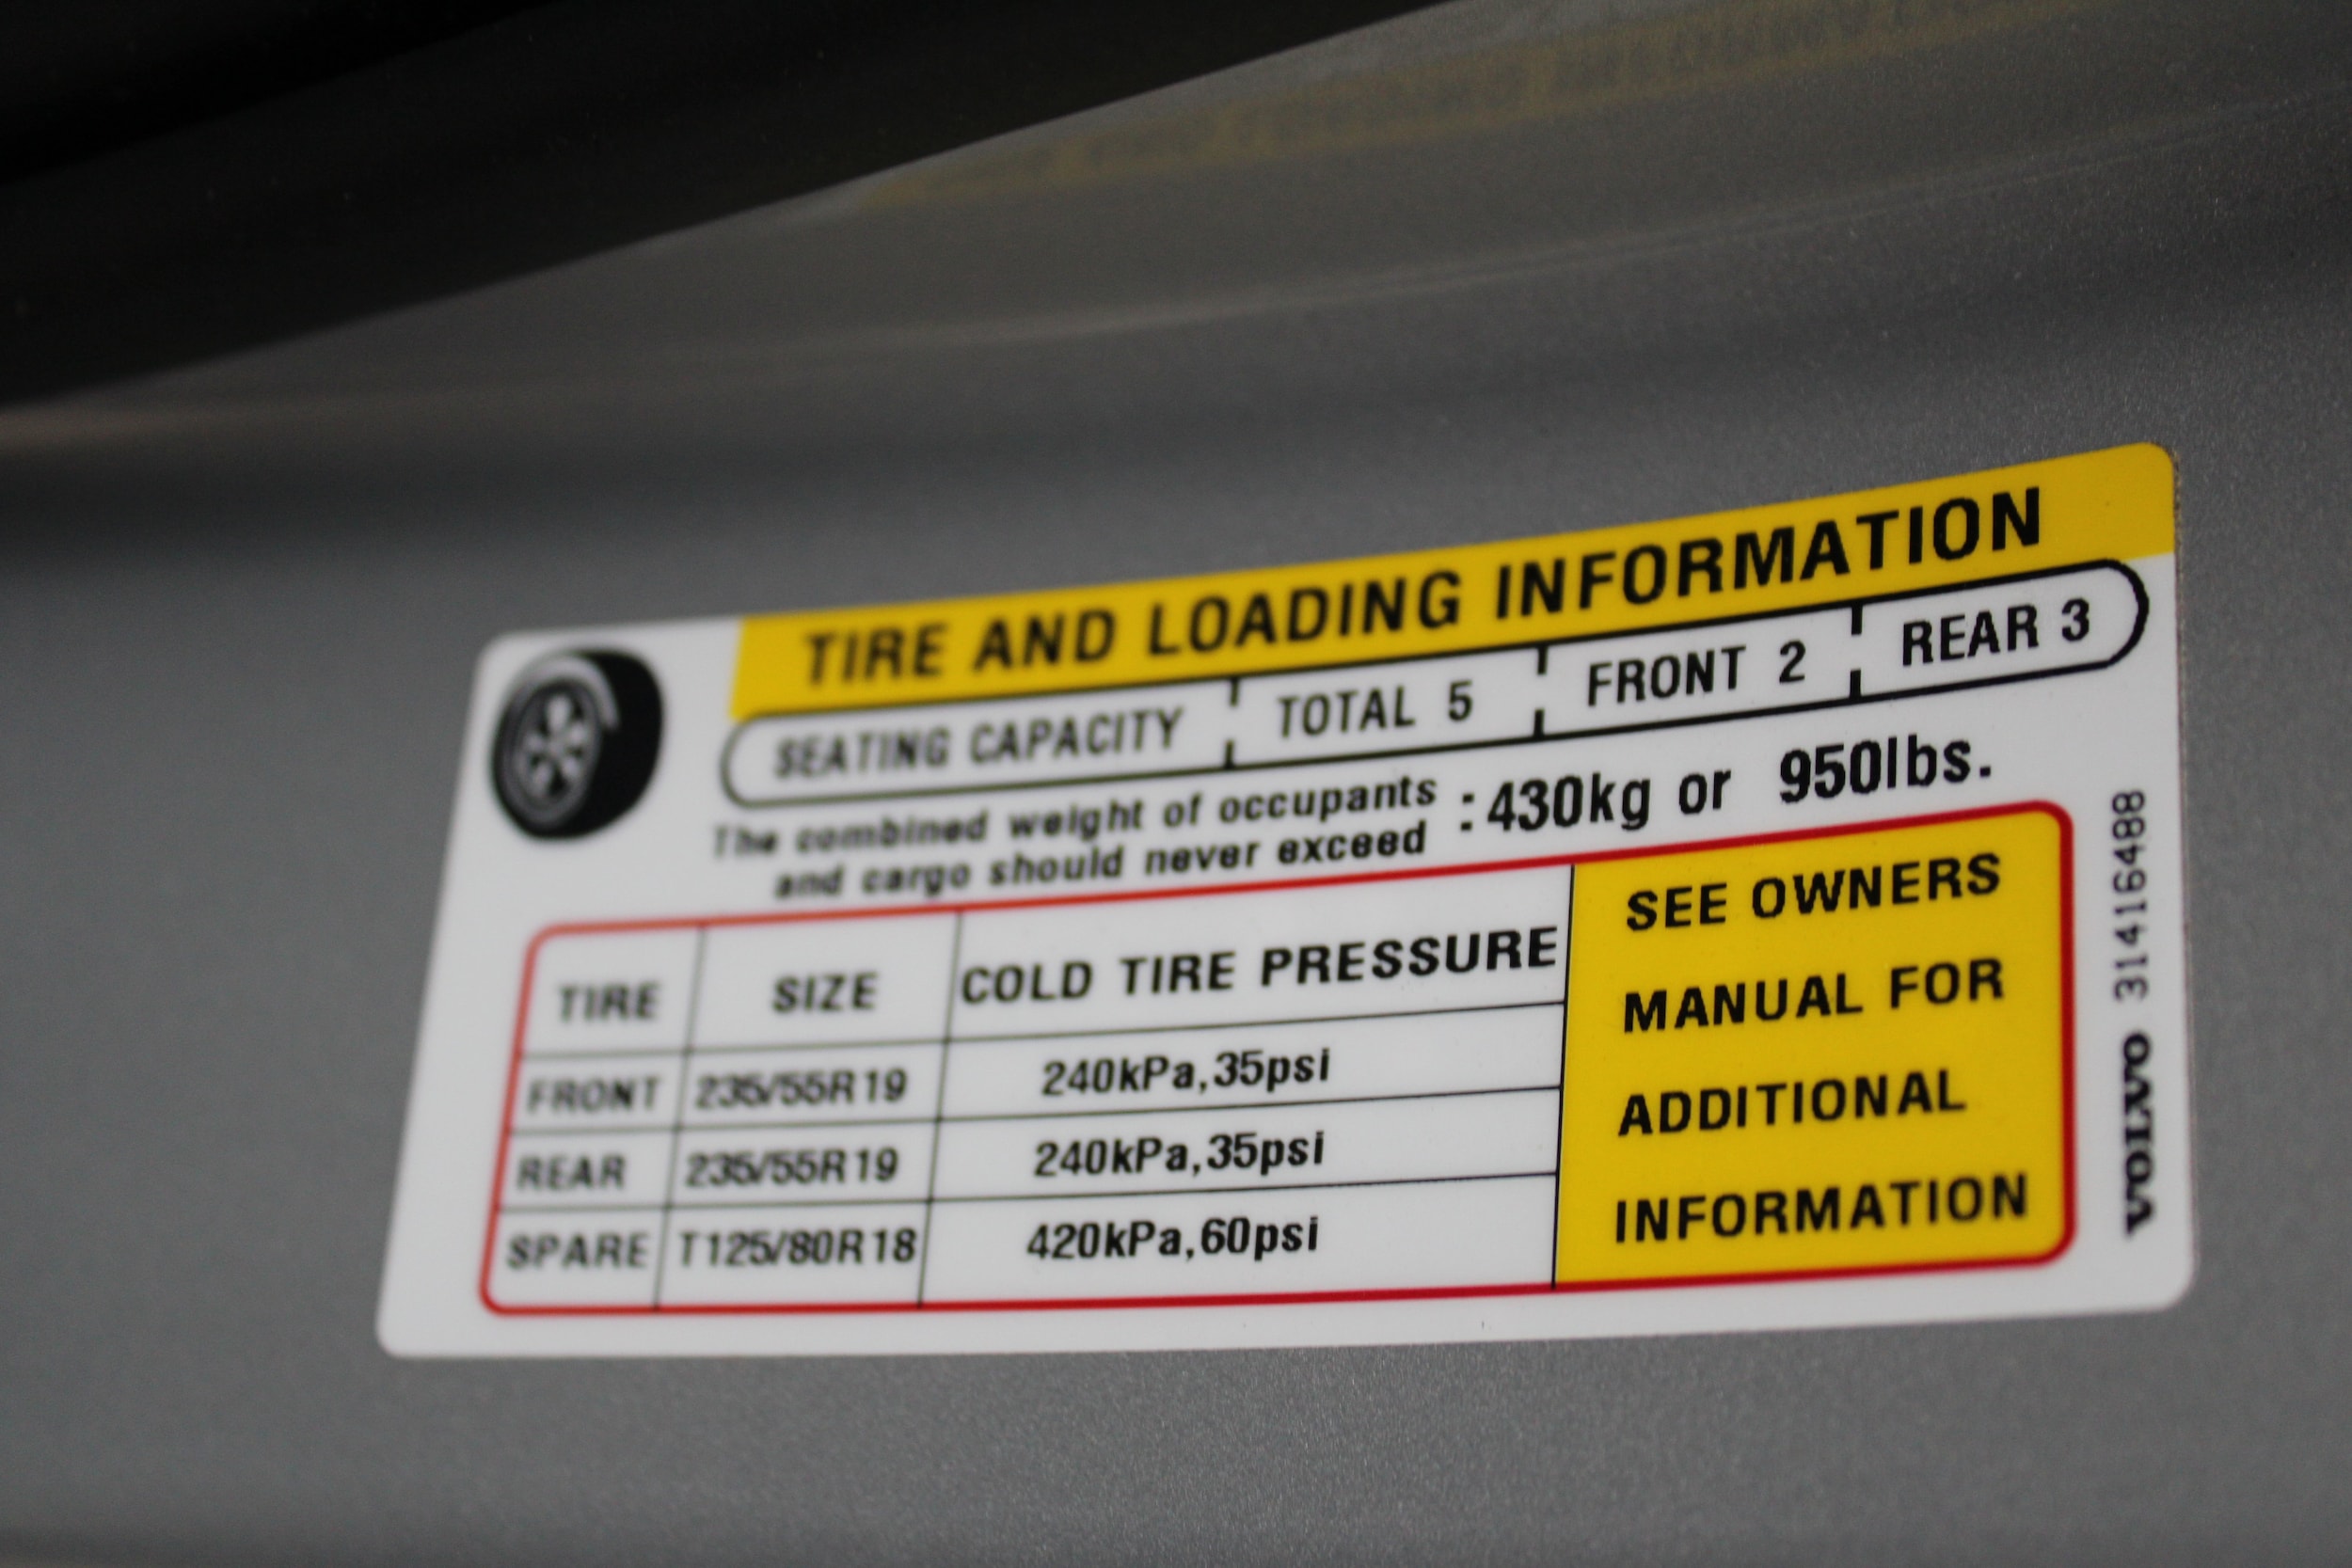 TIRE AND LOADING INFORMATION
SEATING CAPACITY TOTAL 5 FRONT 2 REAR 3
The combined weight of occupants
and cargo should never exceed
:430kg or 950lbs.
TIRE SIZE COLD TIRE PRESSURE
FRONT 235/55R19 240kPa,35psi
REAR 235/55R19 240kPa,35psi
SPARE T125/80R18 420kPa,60psi
SEE OWNERS
MANUAL FOR
ADDITIONAL
INFORMATION
VOLVO 31416488